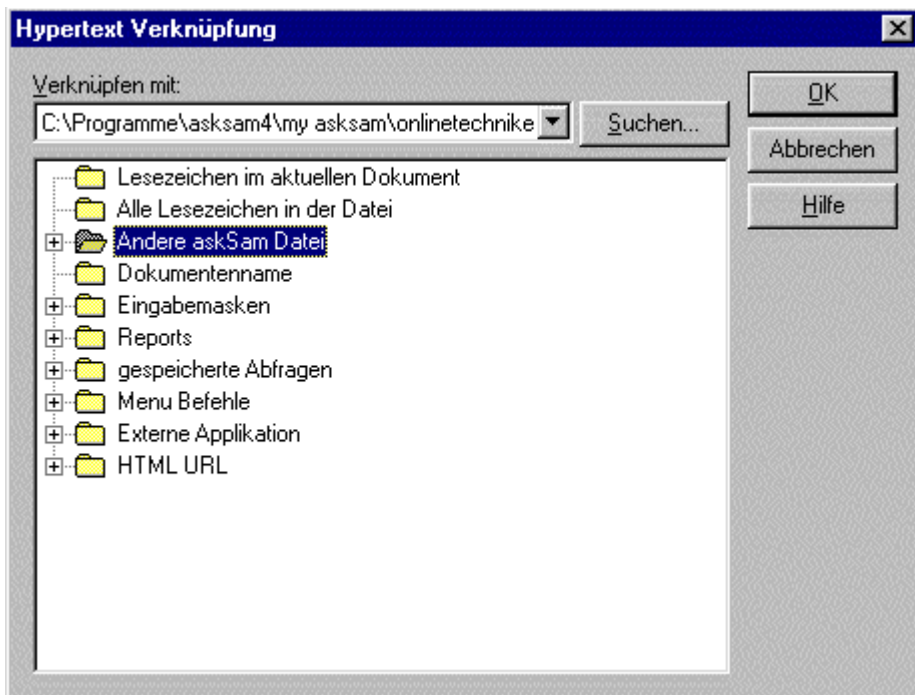 Hypertext Verknüpfung
Verknüpfen mit:
C:\Programme\asksam4\my asksam\onlinetechnike
Suchen...
OK
Abbrechen
Hilfe
Lesezeichen im aktuellen Dokument
Alle Lesezeichen in der Datei
Andere askSam Datei
Dokumentenname
Eingabemasken
Reports
gespeicherte Abfragen
Menu Befehle
Externe Applikation
HTML URL